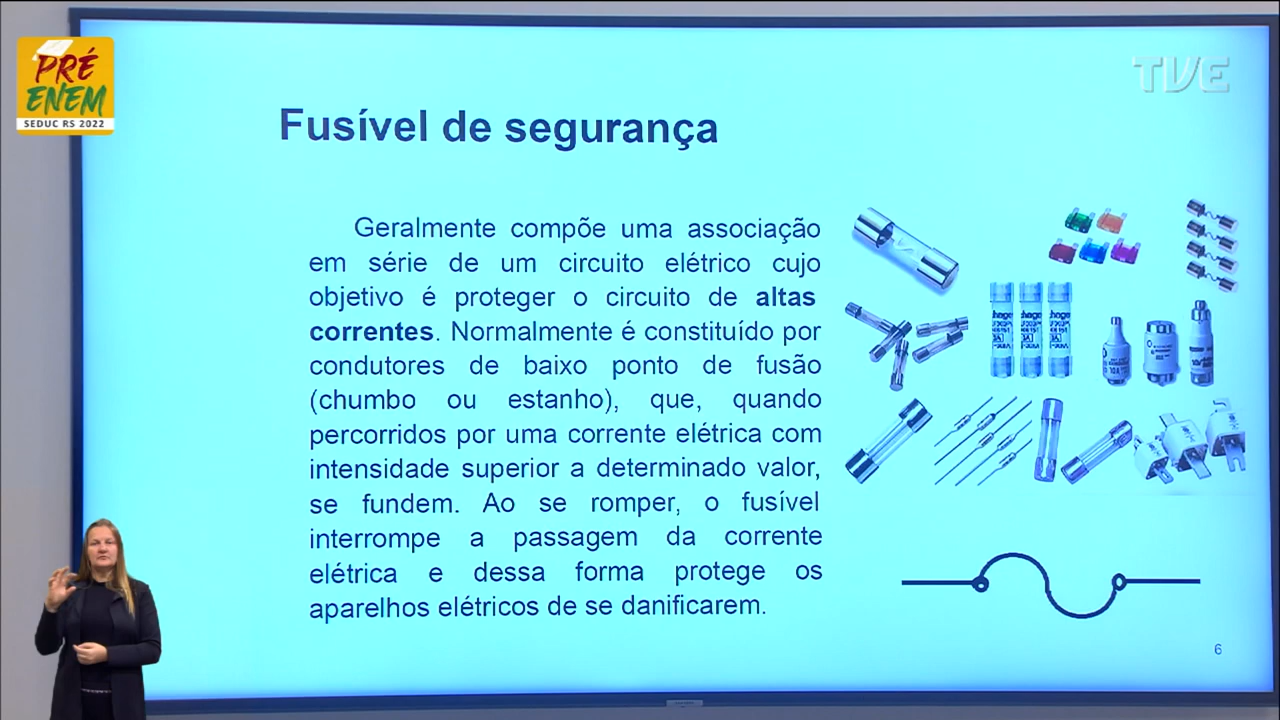 PRÉ
ENEM
SEDUC RS 2022
TVE
Fusível de segurança
Geralmente compõe uma associação
em série de um circuito elétrico cujo
objetivo é proteger o circuito de altas
correntes. Normalmente é constituído por
condutores de baixo ponto de fusão
(chumbo ou estanho), que, quando
percorridos por uma corrente elétrica com
intensidade superior a determinado valor,
se fundem. Ao se romper, o fusível
interrompe a passagem da corrente
elétrica e dessa forma protege os
aparelhos elétricos de se danificarem.
6